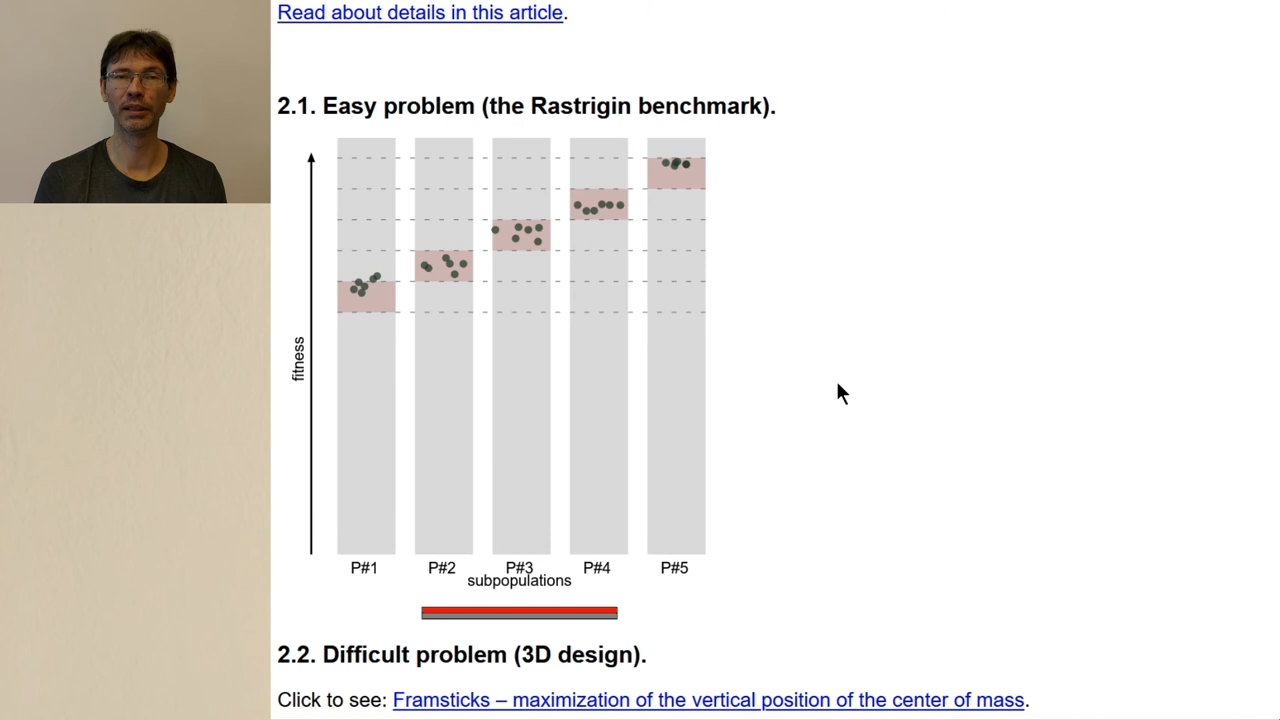 Read about details in this article.
2.1. Easy problem (the Rastrigin benchmark).
fitness
P#1 P#2 P#3 P#4 P#5
subpopulations
2.2. Difficult problem (3D design).
Click to see: Framsticks – maximization of the vertical position of the center of mass.